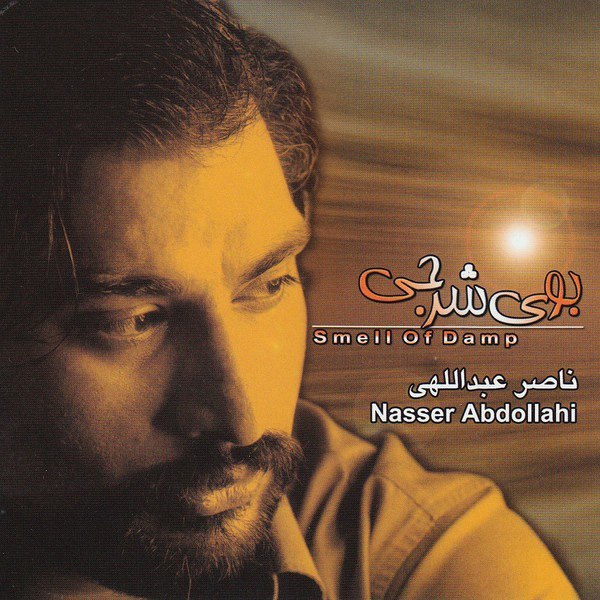 بوی شرجی
Smell Of Damp
ناصر عبداللهی
Nasser Abdollahi